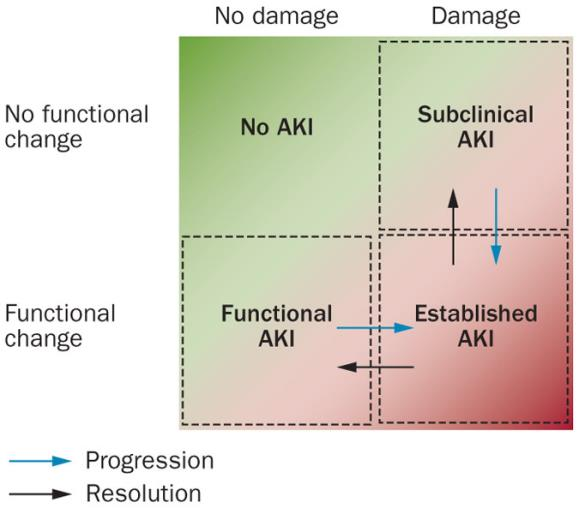 No damage
Damage
No functional
change
No AKI
Subclinical
AKI
Functional
change
Functional
AKI
Established
AKI
Progression
Resolution